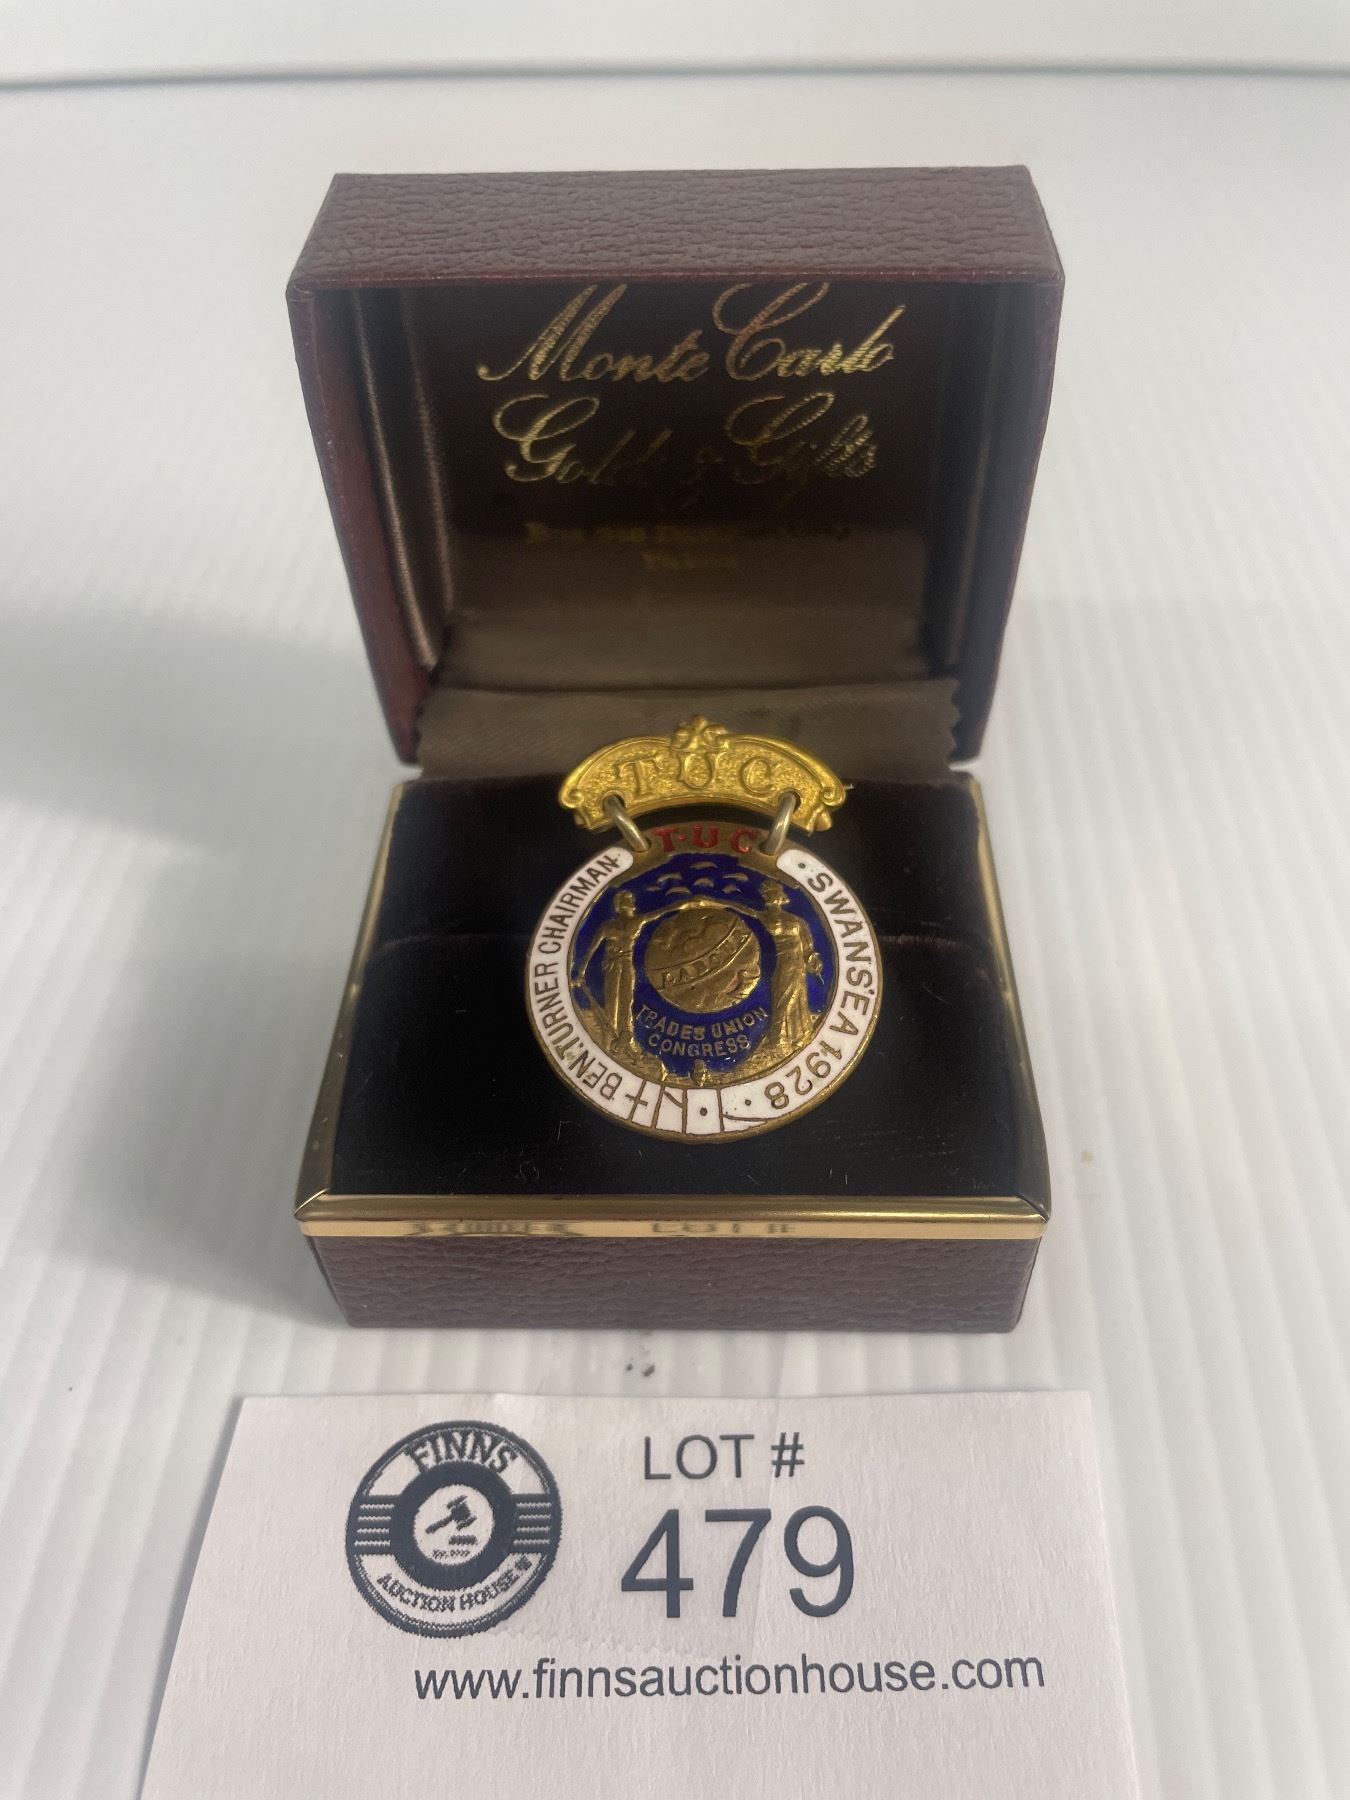 Monte Carlo
Gold & Gifts
TUC
T·U·C
BEN. TURNER CHAIRMAN
·SWANSEA 1928·
LABOUR
TRADES UNION
CONGRESS
FINNS
AUCTION HOUSE
LOT #
479
www.finnsauctionhouse.com